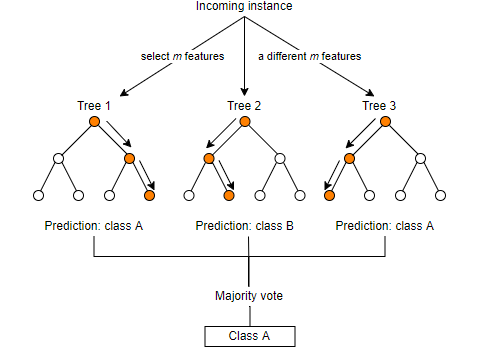 Incoming instance
select m features
a different m features
Tree 1
Tree 2
Tree 3
Prediction: class A
Prediction: class B
Prediction: class A
Majority vote
Class A